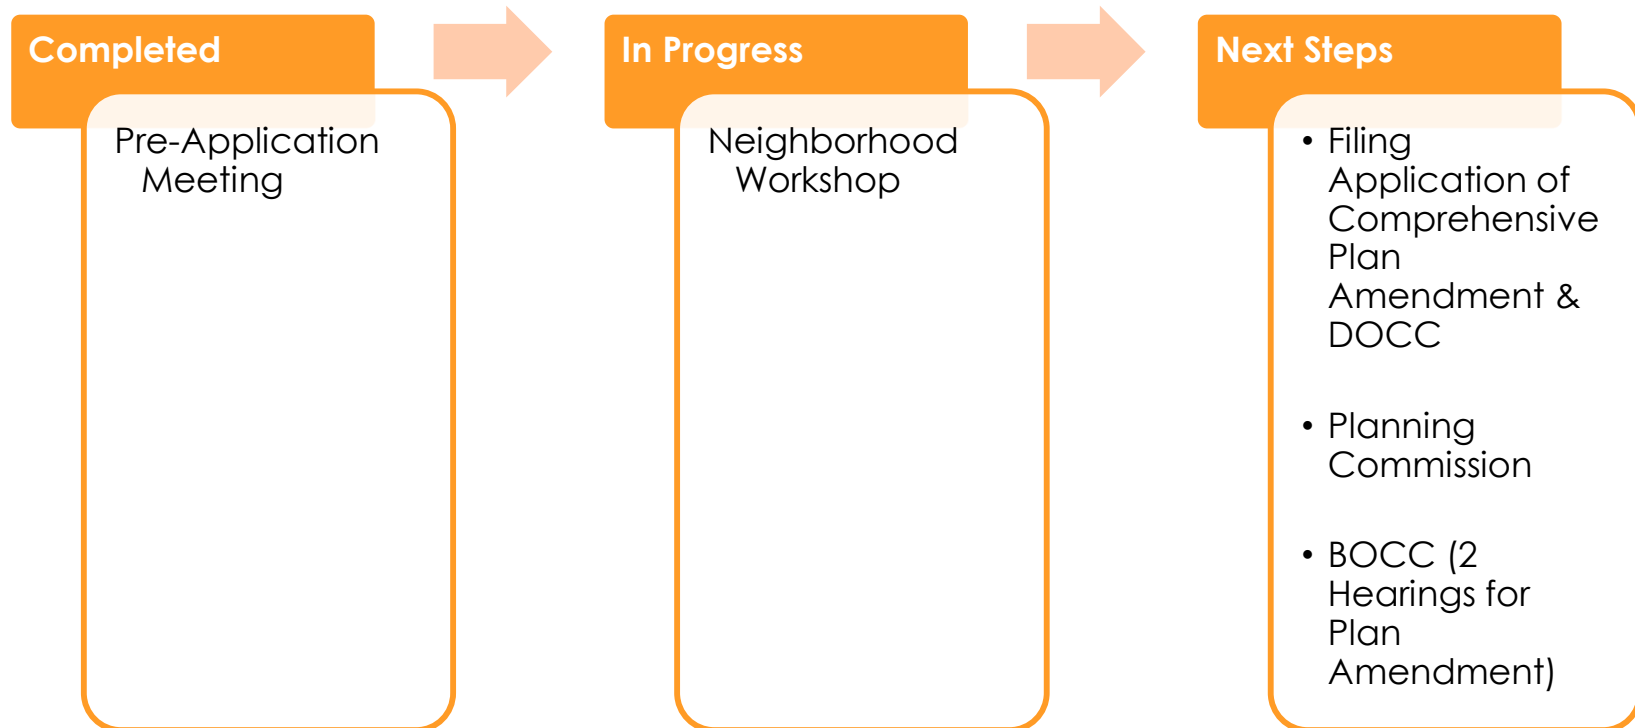 Completed
Pre-Application
Meeting
In Progress
Neighborhood
Workshop
Next Steps
• Filing
Application of
Comprehensive
Plan
Amendment &
DOCC
• Planning
Commission
• BOCC (2
Hearings for
Plan
Amendment)